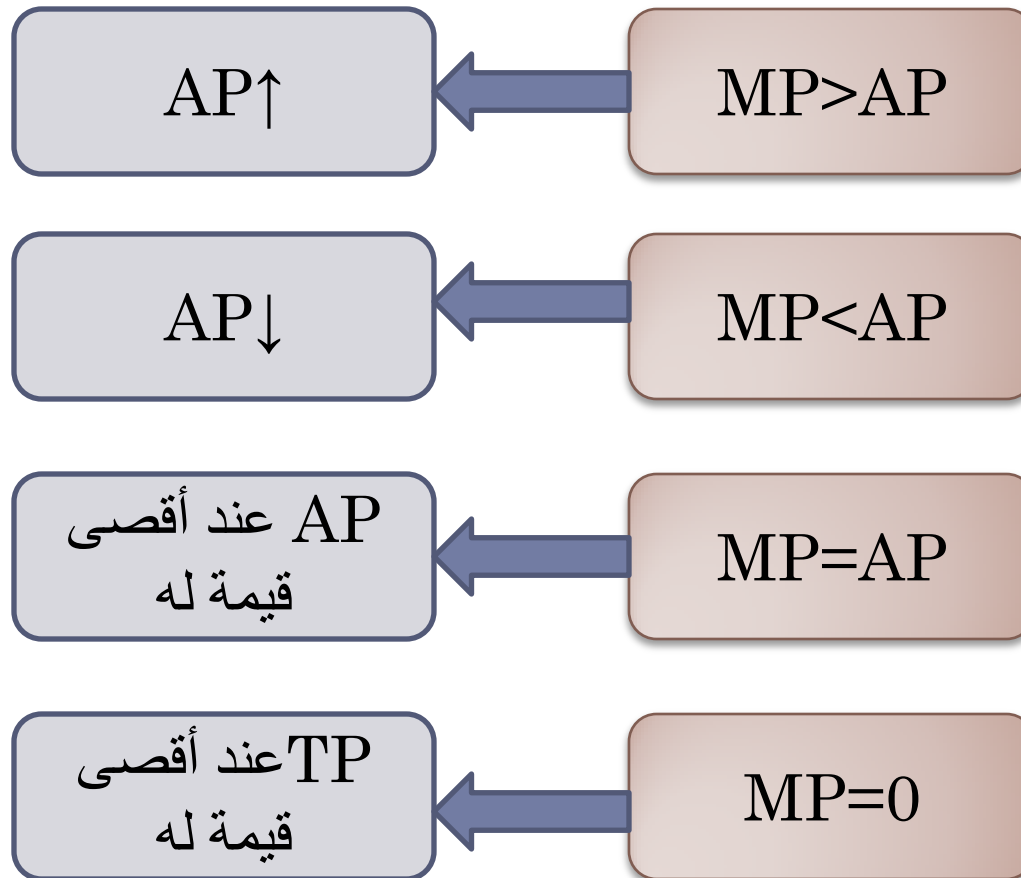 MP>AP
AP↑
MP<AP
AP↓
MP=AP
AP عند أقصى
قيمة له
MP=0
TPعند أقصى
قيمة له